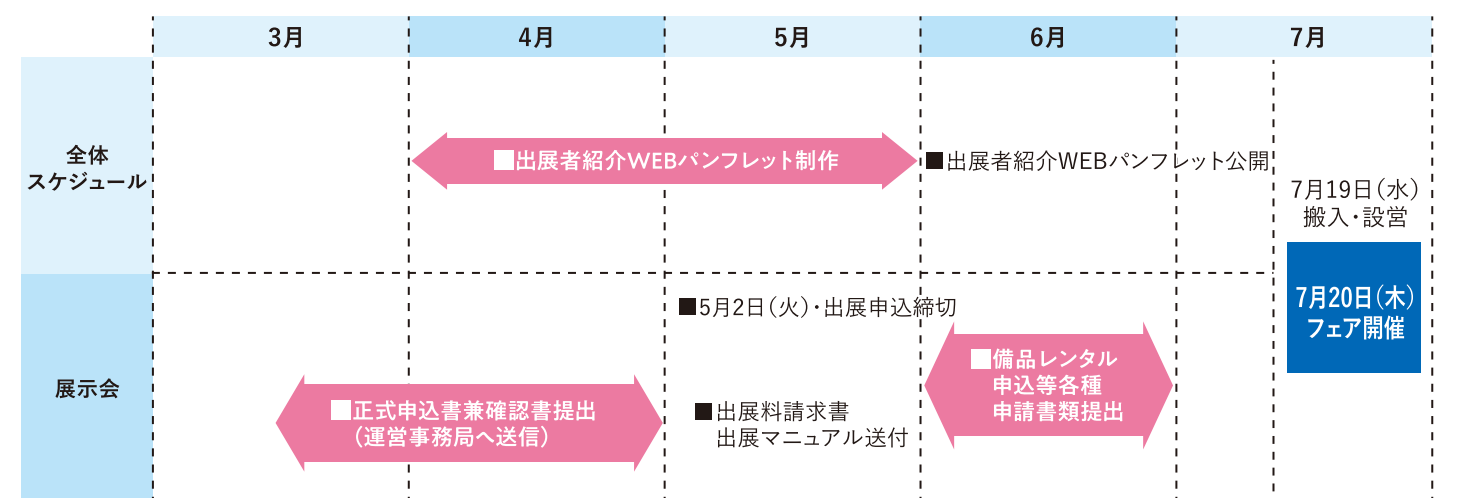 3月
4月
5月
6月
7月
全体
スケジュール
■出展者紹介WEBパンフレット制作
■出展者紹介WEBパンフレット公開
7月19日(水)
搬入・設営
7月20日(木)
フェア開催
展示会
■5月2日(火)・出展申込締切
■正式申込書兼確認書提出
(運営事務局へ送信)
■出展料請求書
出展マニュアル送付
■備品レンタル
申込等各種
申請書類提出